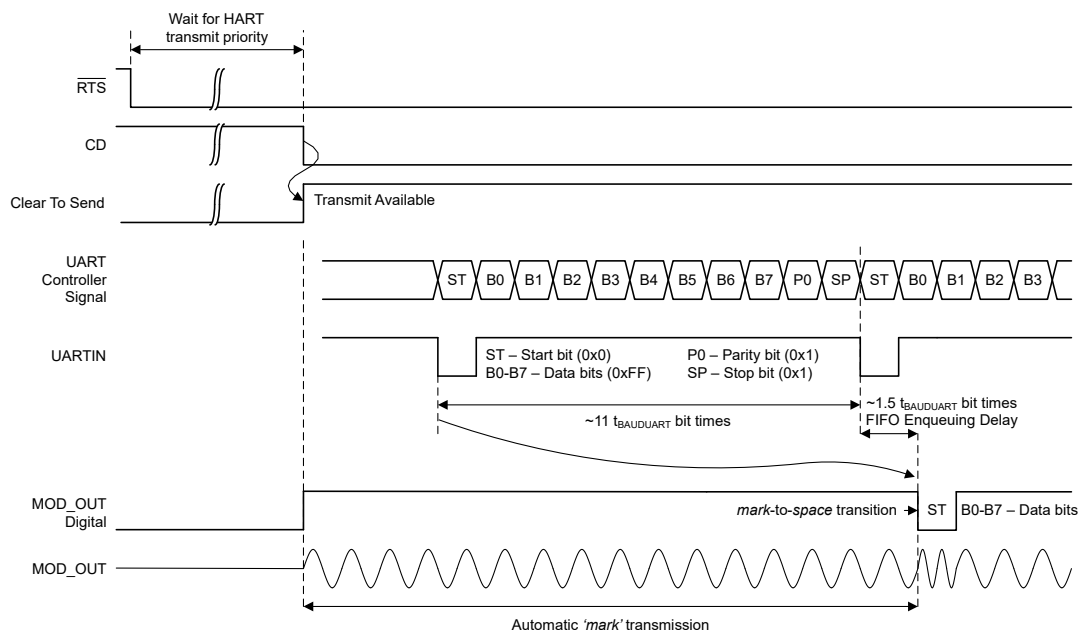 Wait for HART
transmit priority
RTS
CD
Clear To Send
Transmit Available
UART
Controller
Signal
ST B0 B1 B2 B3 B4 B5 B6 B7 P0 SP ST B0 B1 B2 B3
UARTIN
ST – Start bit (0x0) P0 – Parity bit (0x1)
B0-B7 – Data bits (0xFF) SP – Stop bit (0x1)
~11 tBAUDUART bit times
~1.5 tBAUDUART bit times
FIFO Enqueuing Delay
MOD_OUT
Digital
mark-to-space transition
ST B0-B7 – Data bits
MOD_OUT
Automatic 'mark' transmission